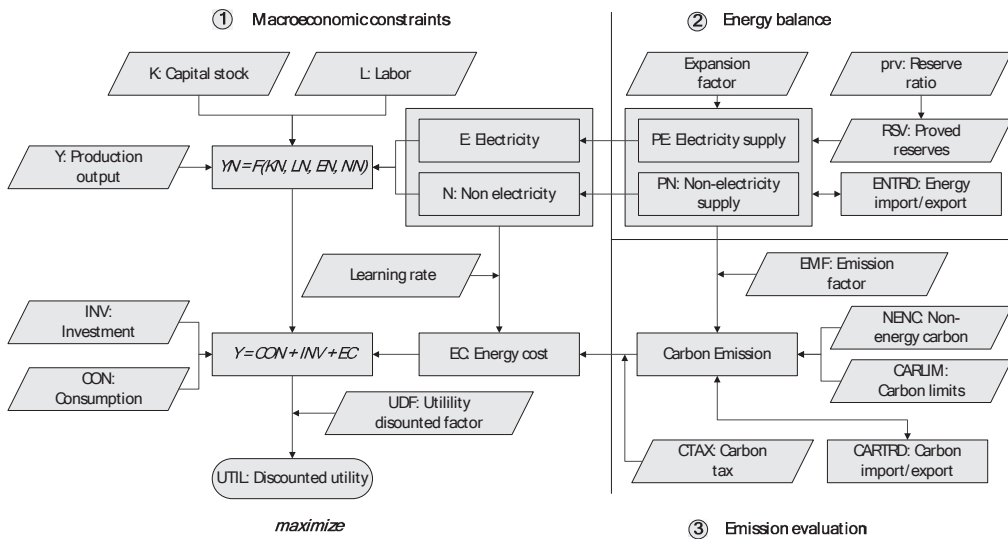 1 Macroeconomic constraints
2 Energy balance
K: Capital stock
L: Labor
Expansion
factor
prv: Reserve
ratio
E: Electricity
PE: Electricity supply
RSV: Proved
reserves
Y: Production
output
YN = F(KN, LN, EN, NN)
N: Non electricity
PN: Non-electricity
supply
ENTRD: Energy
import/export
Learning rate
EMF: Emission
factor
INV:
Investment
NENC: Non-
energy carbon
Y = CON + INV + EC
EC: Energy cost
Carbon Emission
CON:
Consumption
CARLIM:
Carbon limits
UDF: Utilility
disounted factor
CTAX: Carbon
tax
CARTRD: Carbon
import/export
UTIL: Discounted utility
maximize
3 Emission evaluation